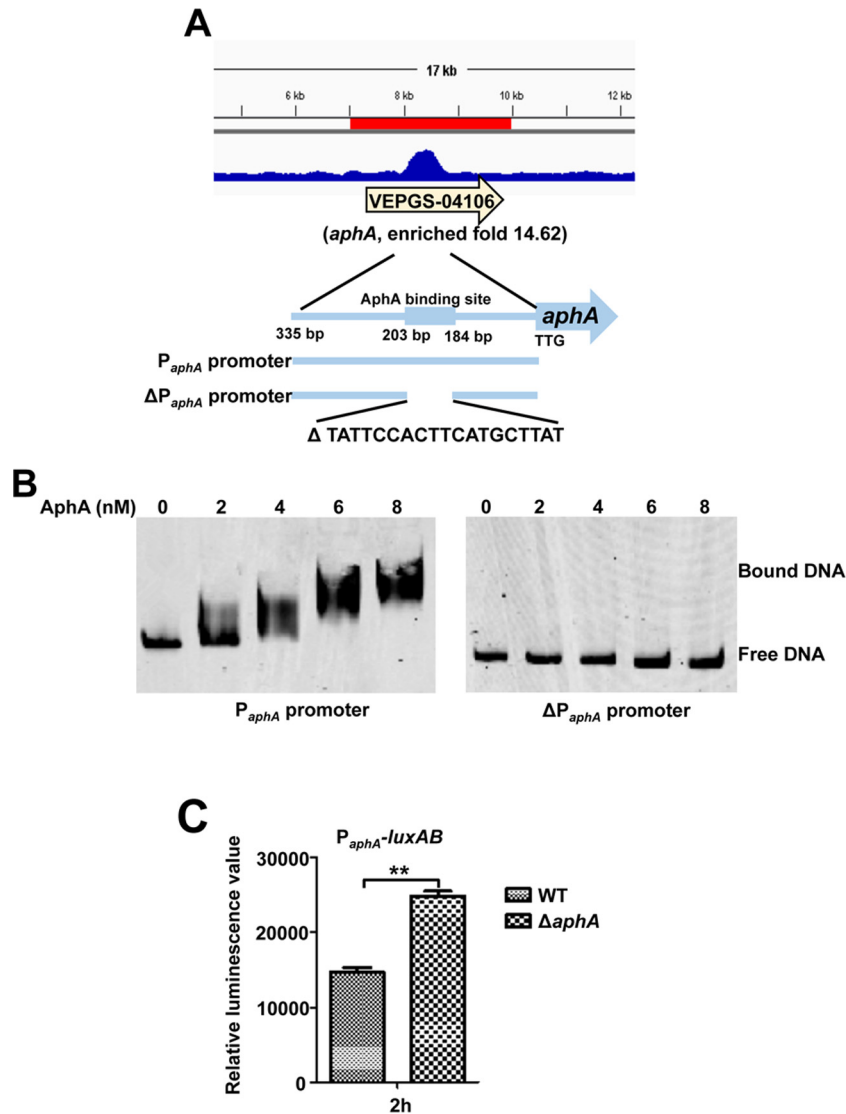 A
17 kb
6 kb 8 kb 10 kb 12 kb
VEPGS-04106
(aphA, enriched fold 14.62)
AphA binding site
aphA
335 bp 203 bp 184 bp TTG
PaphA promoter
ΔPaphA promoter
Δ TATTCCACTTCATGCTTAT
B
AphA (nM) 0 2 4 6 8 0 2 4 6 8
Bound DNA
Free DNA
PaphA promoter ΔPaphA promoter
C
PaphA-luxAB
Relative luminescence value
30000
20000
10000
0
**
WT
ΔaphA
2h